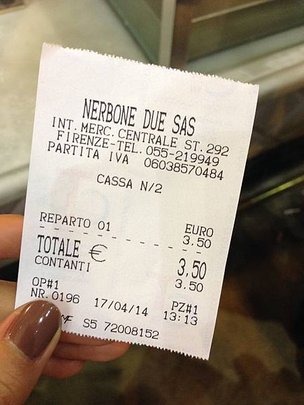 NERBONE DUE SAS
INT.MERC.CENTRALE ST.292
FIRENZE-TEL.055-219949
PARTITA IVA 06038570484
CASSA N/2
EURO
REPARTO 01 3.50
TOTALE € 3,50
CONTANTI 3.50
OP#1 PZ#1
NR.0196 17/04/14 13:13
S5 72008152